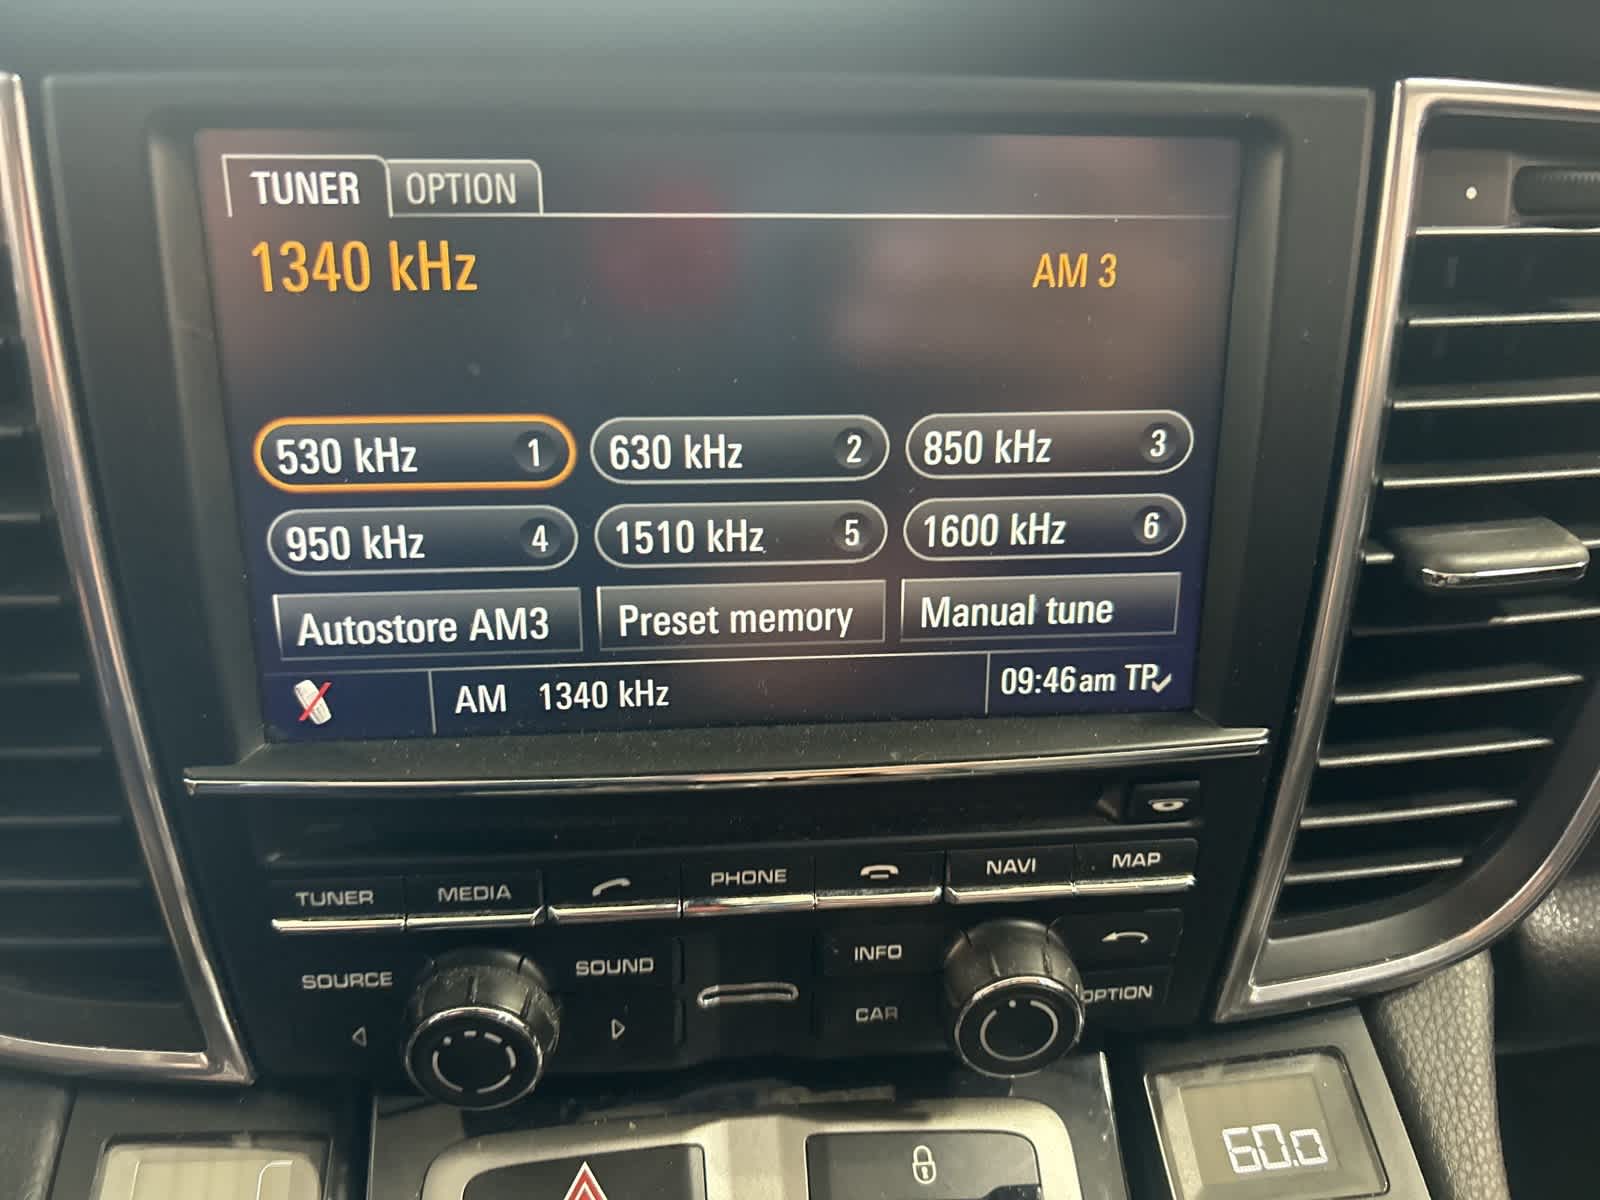 TUNER OPTION
1340 kHz AM 3
530 kHz 1 630 kHz 2 850 kHz 3
950 kHz 4 1510 kHz 5 1600 kHz 6
Autostore AM3 Preset memory Manual tune
AM 1340 kHz 09:46am TP
TUNER MEDIA PHONE NAVI MAP
SOURCE SOUND INFO
CAR OPTION
60.0